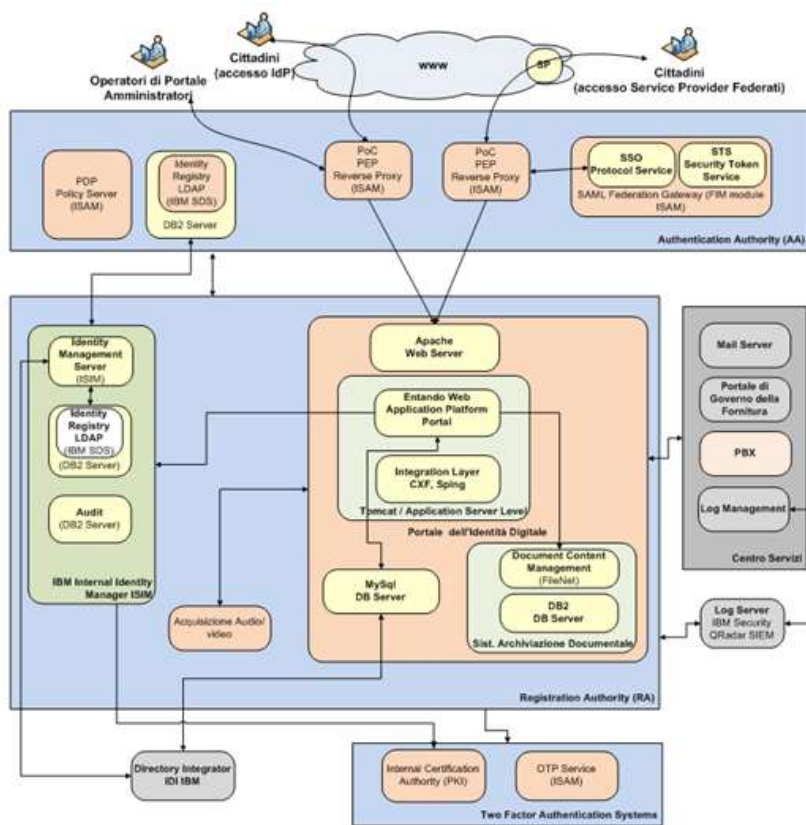 Cittadini
(accesso IdP)
www
SP
Operatori di Portale
Amministratori
Cittadini
(accesso Service Provider Federati)
PDP
Policy Server
(ISAM)
Identity
Registry
LDAP
(IBM SDS)
DB2 Server
PoC
PEP
Reverse Proxy
(ISAM)
PoC
PEP
Reverse Proxy
(ISAM)
SSO
Protocol Service
STS
Security Token
Service
SAML Federation Gateway (FIM module
ISAM)
Authentication Authority (AA)
Identity
Management
Server
(ISIM)
Identity
Registry
LDAP
(IBM SDS)
(DB2 Server)
Audit
(DB2 Server)
IBM Internal Identity
Manager ISIM
Apache
Web Server
Entando Web
Application Platform
Portal
Integration Layer
CXF, Sping
Tomcat / Application Server Level
Portale dell'Identità Digitale
Document Content
Management
(FileNet)
DB2
DB Server
Sist. Archiviazione Documentale
MySql
DB Server
Acquisizione Audio/
video
Registration Authority (RA)
Mail Server
Portale di
Governo della
Fornitura
PBX
Log Management
Centro Servizi
Log Server
IBM Security
QRadar SIEM
Directory Integrator
IDI IBM
Internal Certification
Authority (PKI)
OTP Service
(ISAM)
Two Factor Authentication Systems